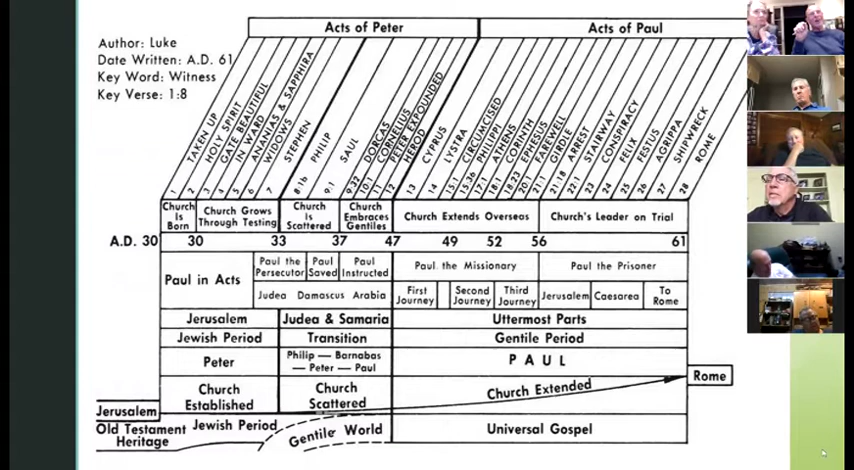 Acts of Peter
Acts of Paul
Author: Luke
Date Written: A.D. 61
Key Word: Witness
Key Verse: 1:8
TAKEN UP
HOLY SPIRIT
GATE BEAUTIFUL
IN WARD
ANANIAS & SAPPHIRA
WIDOWS
STEPHEN
PHILIP
SAUL
DORCAS
CORNELIUS
PETER EXPOUNDED
HEROD
CYPRUS
LYSTRA
CIRCUMCISED
PHILIPPI
ATHENS
CORINTH
EPHESUS
FAREWELL
GIRDLE
ARREST
STAIRWAY
CONSPIRACY
FELIX
FESTUS
AGRIPPA
SHIPWRECK
ROME
1 2 3 4 5 6 7 8:1b 9:1 9:32 10:1 11 12 13 14 15:1 15:36 17:1 18:1 18:23 20:1 21:1 21:18 22:1 23 24 25 26 27 28
Church Is Born
Church Grows Through Testing
Church Is Scattered
Church Embraces Gentiles
Church Extends Overseas
Church's Leader on Trial
A.D. 30 30 33 37 47 49 52 56 61
Paul in Acts
Paul the Persecutor
Paul Saved
Paul Instructed
Paul the Missionary
Paul the Prisoner
Judea Damascus Arabia
First Journey
Second Journey
Third Journey
Jerusalem
Caesarea
To Rome
Jerusalem
Judea & Samaria
Uttermost Parts
Jewish Period
Transition
Gentile Period
Peter
Philip — Barnabas
— Peter — Paul
PAUL
Rome
Church Established
Church Scattered
Church Extended
Jerusalem
Old Testament Heritage
Jewish Period
Gentile World
Universal Gospel